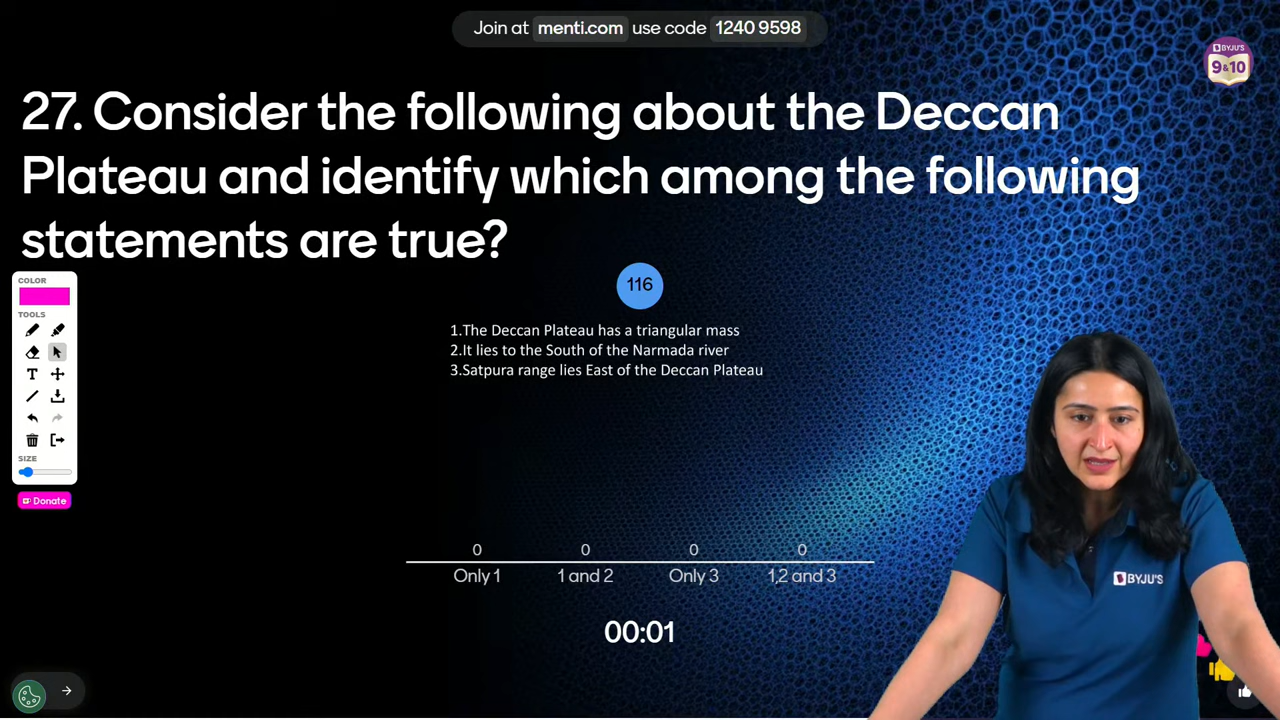 Join at menti.com use code 1240 9598
BYJU'S
9&10
27. Consider the following about the Deccan
Plateau and identify which among the following
statements are true?
COLOR
TOOLS
T
SIZE
Donate
116
1.The Deccan Plateau has a triangular mass
2.It lies to the South of the Narmada river
3.Satpura range lies East of the Deccan Plateau
0 0 0 0
Only 1 1 and 2 Only 3 1,2 and 3
00:01
BYJU'S